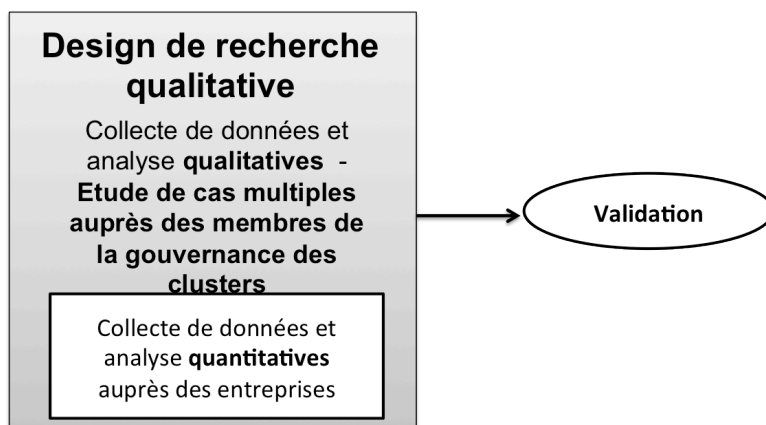 Design de recherche
qualitative
Collecte de données et
analyse qualitatives -
Etude de cas multiples
auprès des membres de
la gouvernance des
clusters
Collecte de données et
analyse quantitatives
auprès des entreprises
Validation